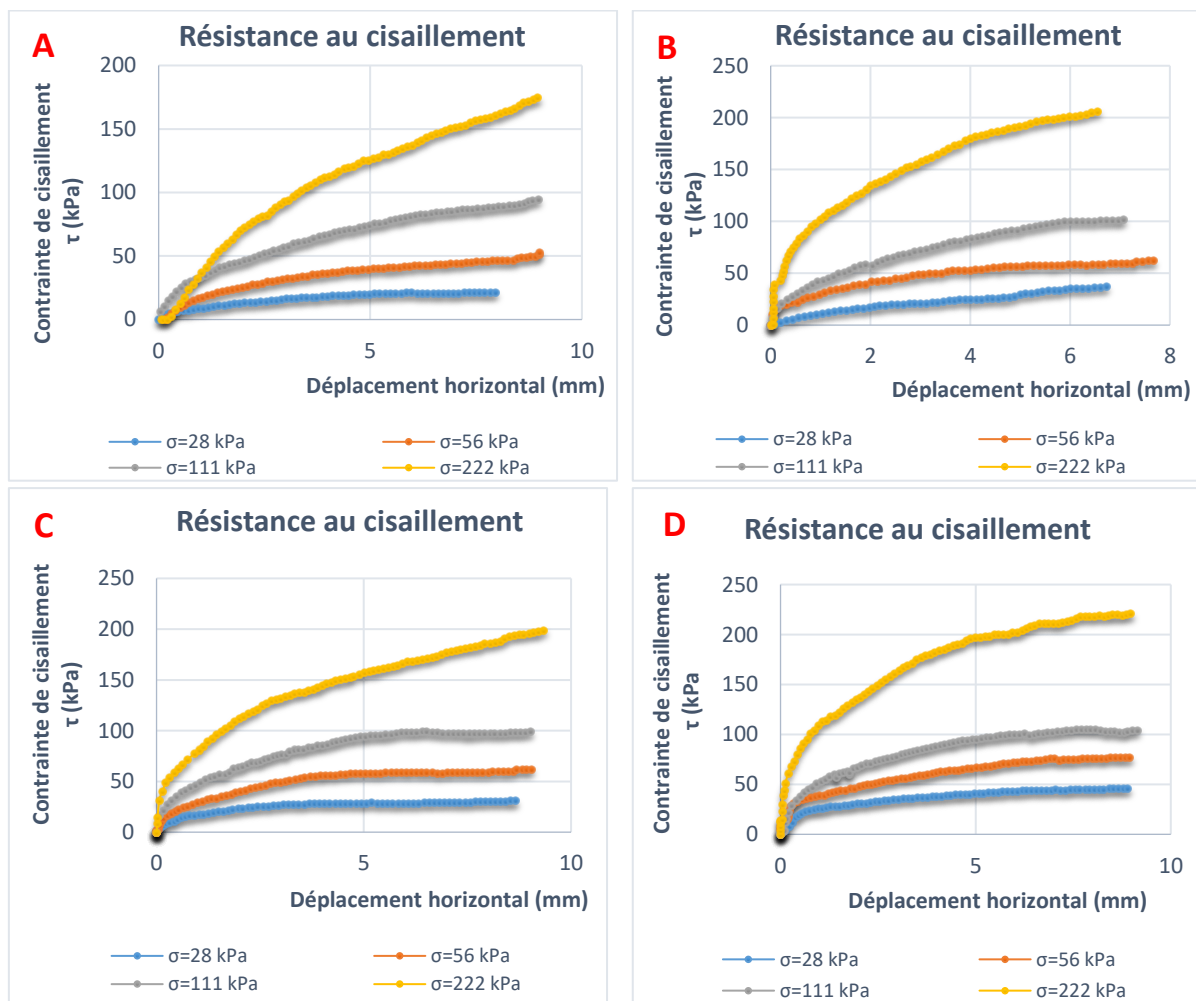 A
Résistance au cisaillement
Contrainte de cisaillement
τ (kPa)
200
150
100
50
0
0 5 10
Déplacement horizontal (mm)
σ=28 kPa σ=56 kPa
σ=111 kPa σ=222 kPa
B
Résistance au cisaillement
Contrainte de cisaillement
τ (kPa)
250
200
150
100
50
0
0 2 4 6 8
Déplacement horizontal (mm)
σ=28 kPa σ=56 kPa
σ=111 kPa σ=222 kPa
C
Résistance au cisaillement
Contrainte de cisaillement
τ (kPa)
250
200
150
100
50
0
0 5 10
Déplacement horizontal (mm)
σ=28 kPa σ=56 kPa
σ=111 kPa σ=222 kPa
D
Résistance au cisaillement
Contrainte de cisaillement
τ (kPa
250
200
150
100
50
0
0 5 10
Déplacement horizontal (mm)
σ=28 kPa σ=56 kPa
σ=111 kPa σ=222 kPa